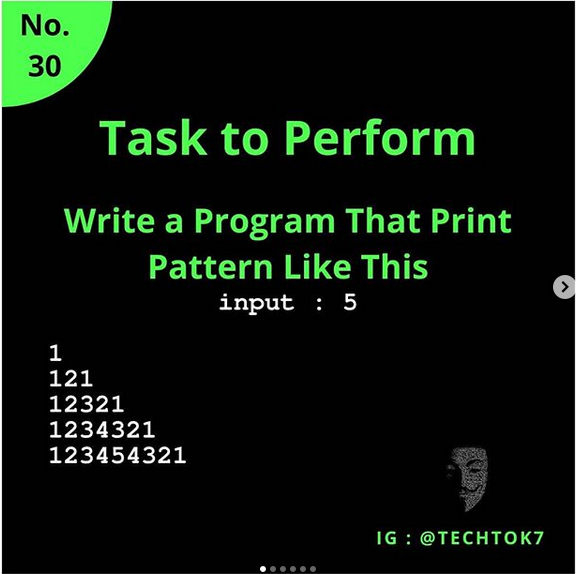 No.
30
Task to Perform
Write a Program That Print
Pattern Like This
input : 5
1
121
12321
1234321
123454321
IG : @TECHTOK7